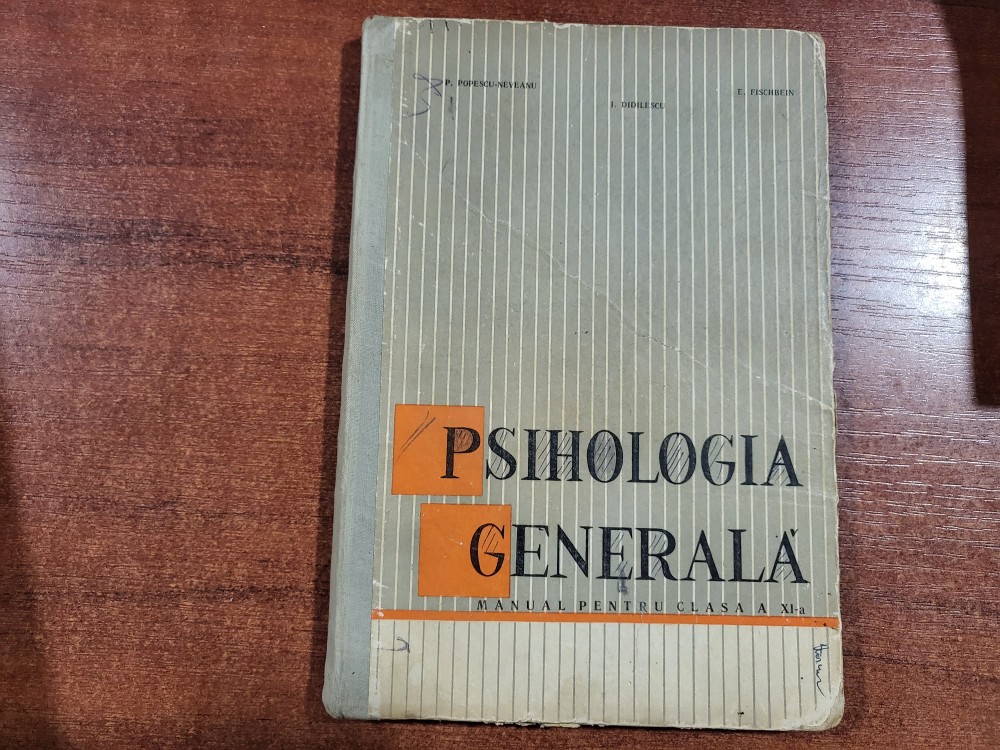 P. POPESCU-NEVEANU
E. FISCHBEIN
I. DIDILESCU
PSIHOLOGIA
GENERALĂ
MANUAL PENTRU CLASA A XI-a